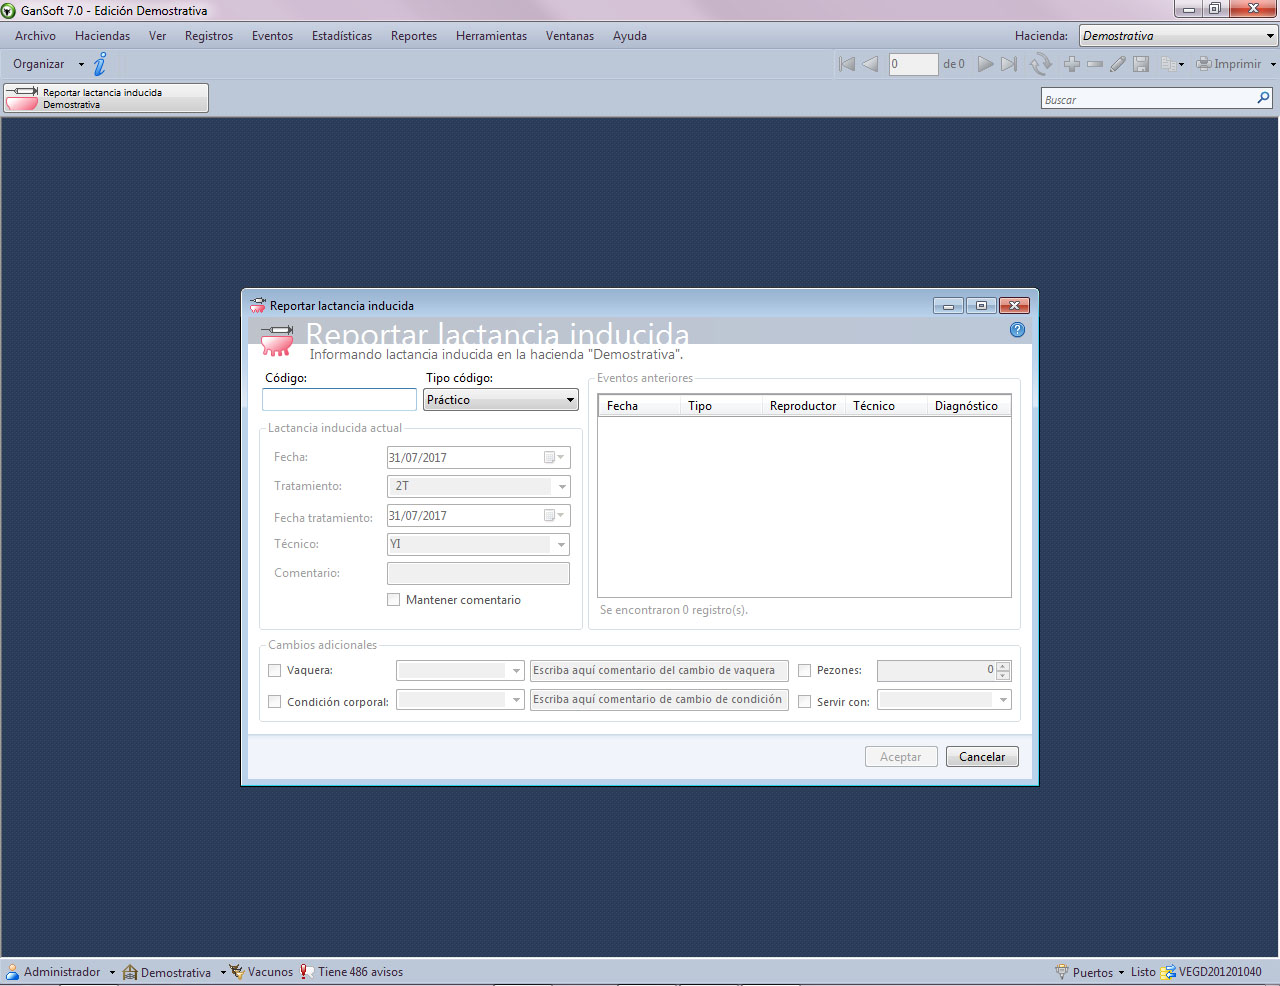 GanSoft 7.0 - Edición Demostrativa
Archivo Haciendas Ver Registros Eventos Estadísticas Reportes Herramientas Ventanas Ayuda Hacienda: Demostrativa
Organizar 0 de 0 Imprimir
Reportar lactancia inducida
Demostrativa
Buscar
Reportar lactancia inducida
Reportar lactancia inducida
Informando lactancia inducida en la hacienda "Demostrativa".
Código: Tipo código:
Práctico
Lactancia inducida actual
Fecha: 31/07/2017
Tratamiento: 2T
Fecha tratamiento: 31/07/2017
Técnico: YI
Comentario:
Mantener comentario
Eventos anteriores
Fecha Tipo Reproductor Técnico Diagnóstico
Se encontraron 0 registro(s).
Cambios adicionales
Vaquera: Escriba aquí comentario del cambio de vaquera Pezones: 0
Condición corporal: Escriba aquí comentario de cambio de condición Servir con:
Aceptar Cancelar
Administrador Demostrativa Vacunos Tiene 486 avisos Puertos Listo VEGD201201040